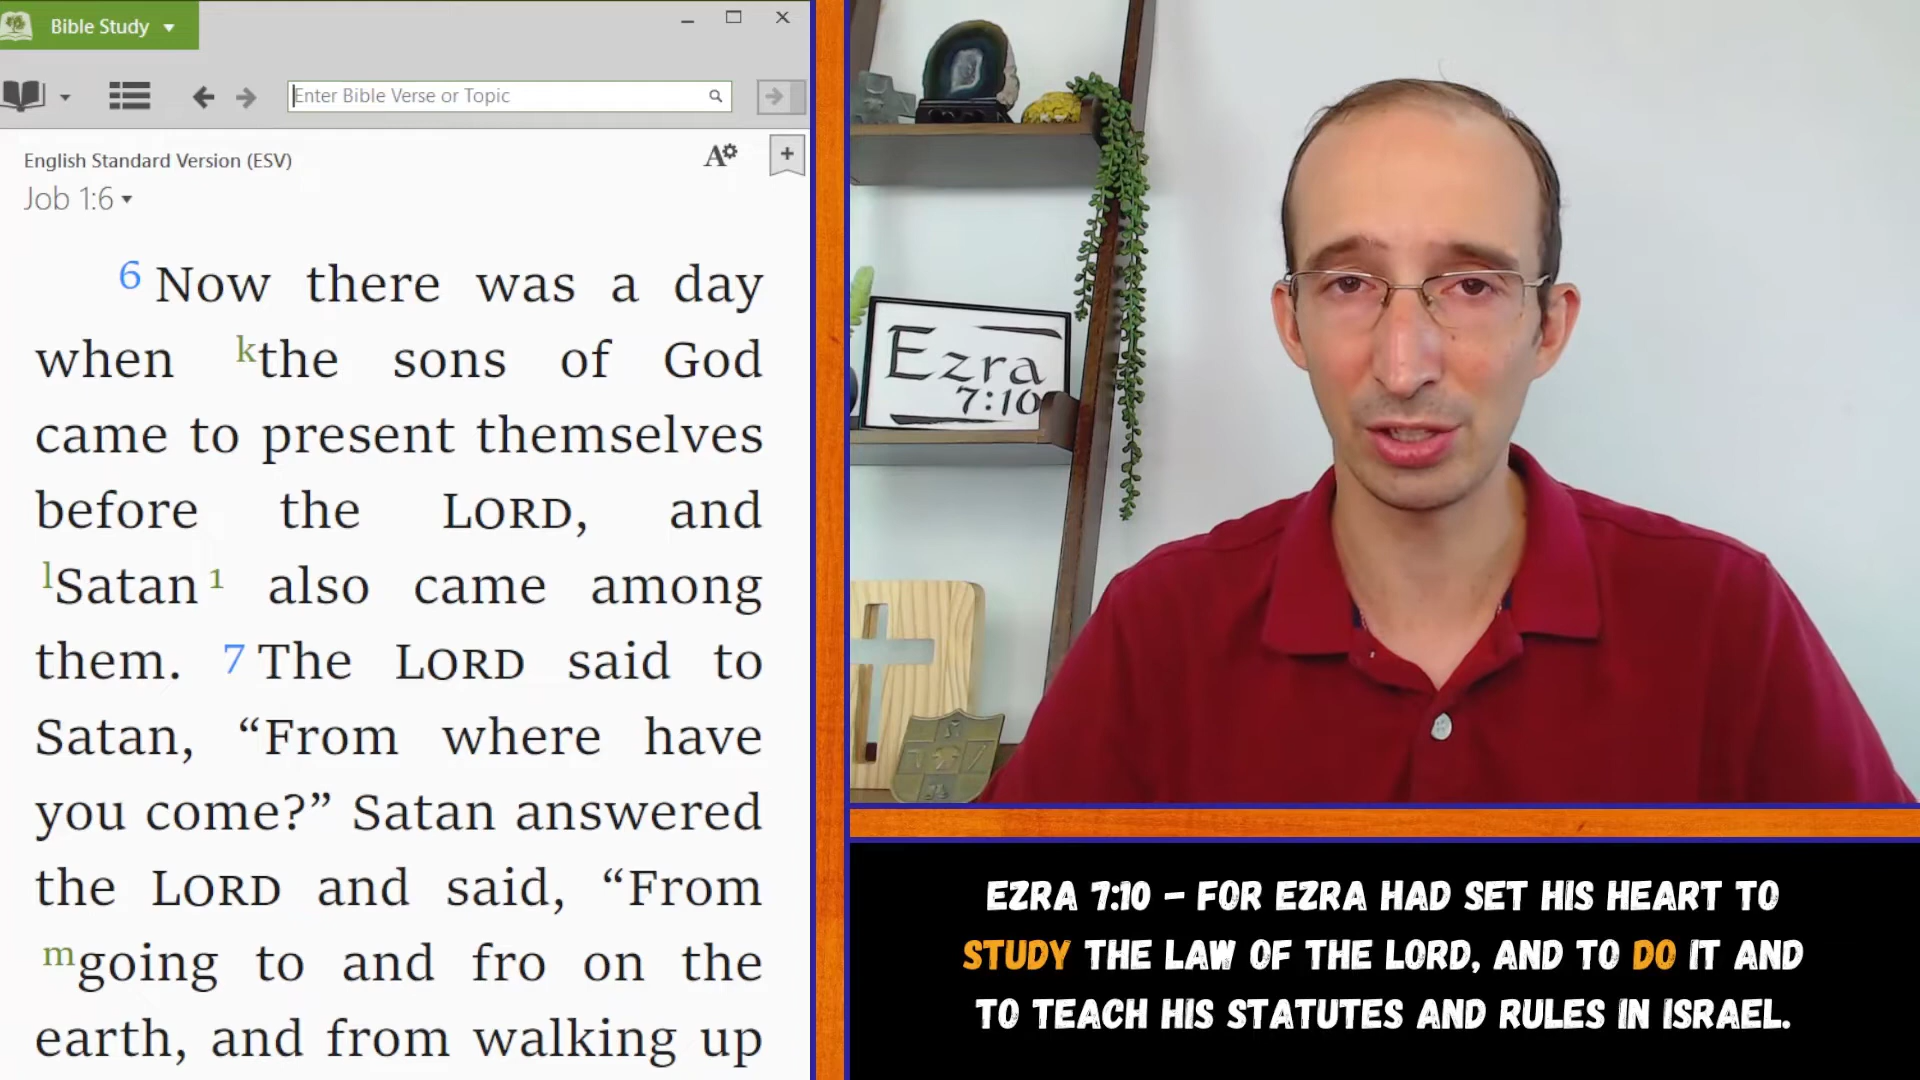 Bible Study
Enter Bible Verse or Topic
English Standard Version (ESV)
Job 1:6
6 Now there was a day
when kthe sons of God
came to present themselves
before the LORD, and
lSatan1 also came among
them. 7 The LORD said to
Satan, “From where have
you come?” Satan answered
the LORD and said, “From
mgoing to and fro on the
earth, and from walking up
Ezra
7:10
EZRA 7:10 – FOR EZRA HAD SET HIS HEART TO
STUDY THE LAW OF THE LORD, AND TO DO IT AND
TO TEACH HIS STATUTES AND RULES IN ISRAEL.